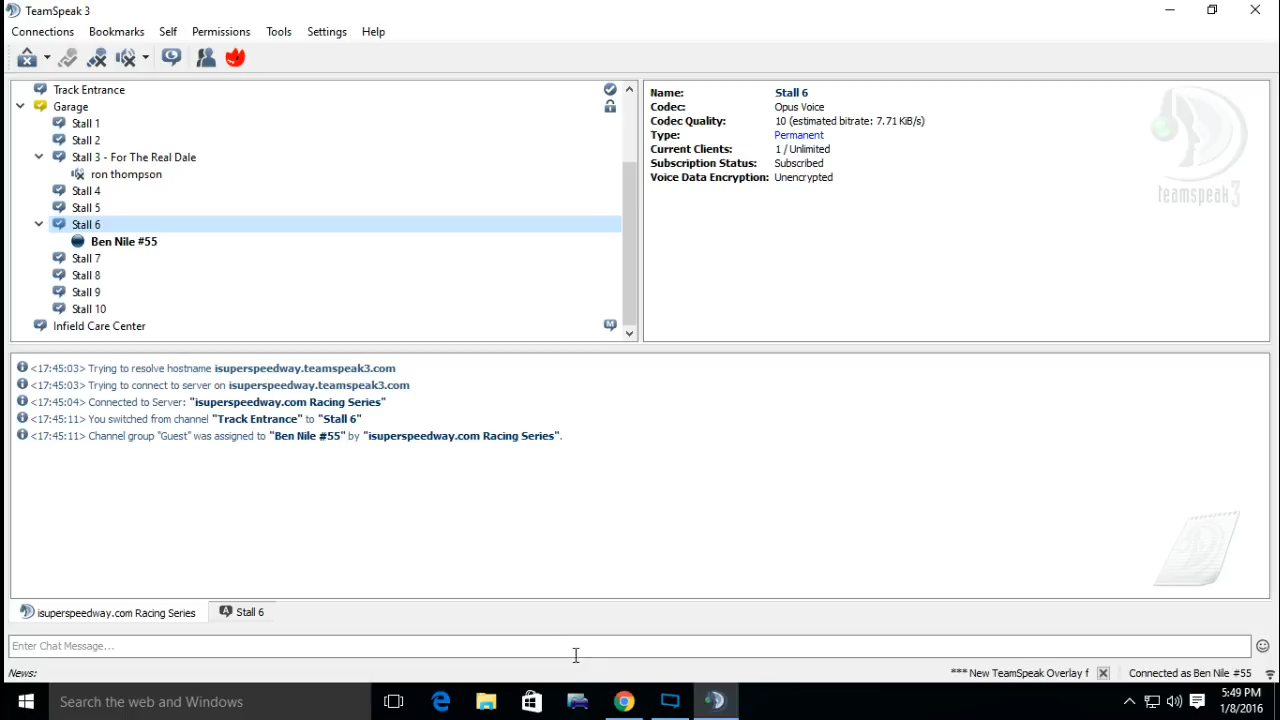 TeamSpeak 3
Connections Bookmarks Self Permissions Tools Settings Help
Track Entrance
Garage
Stall 1
Stall 2
Stall 3 - For The Real Dale
ron thompson
Stall 4
Stall 5
Stall 6
Ben Nile #55
Stall 7
Stall 8
Stall 9
Stall 10
Infield Care Center
M
Name: Stall 6
Codec: Opus Voice
Codec Quality: 10 (estimated bitrate: 7.71 KiB/s)
Type: Permanent
Current Clients: 1 / Unlimited
Subscription Status: Subscribed
Voice Data Encryption: Unencrypted
teamspeak3
<17:45:03> Trying to resolve hostname isuperspeedway.teamspeak3.com
<17:45:03> Trying to connect to server on isuperspeedway.teamspeak3.com
<17:45:04> Connected to Server: "isuperspeedway.com Racing Series"
<17:45:11> You switched from channel "Track Entrance" to "Stall 6"
<17:45:11> Channel group "Guest" was assigned to "Ben Nile #55" by "isuperspeedway.com Racing Series".
isuperspeedway.com Racing Series Stall 6
Enter Chat Message...
News: *** New TeamSpeak Overlay f Connected as Ben Nile #55
Search the web and Windows
5:49 PM
1/8/2016